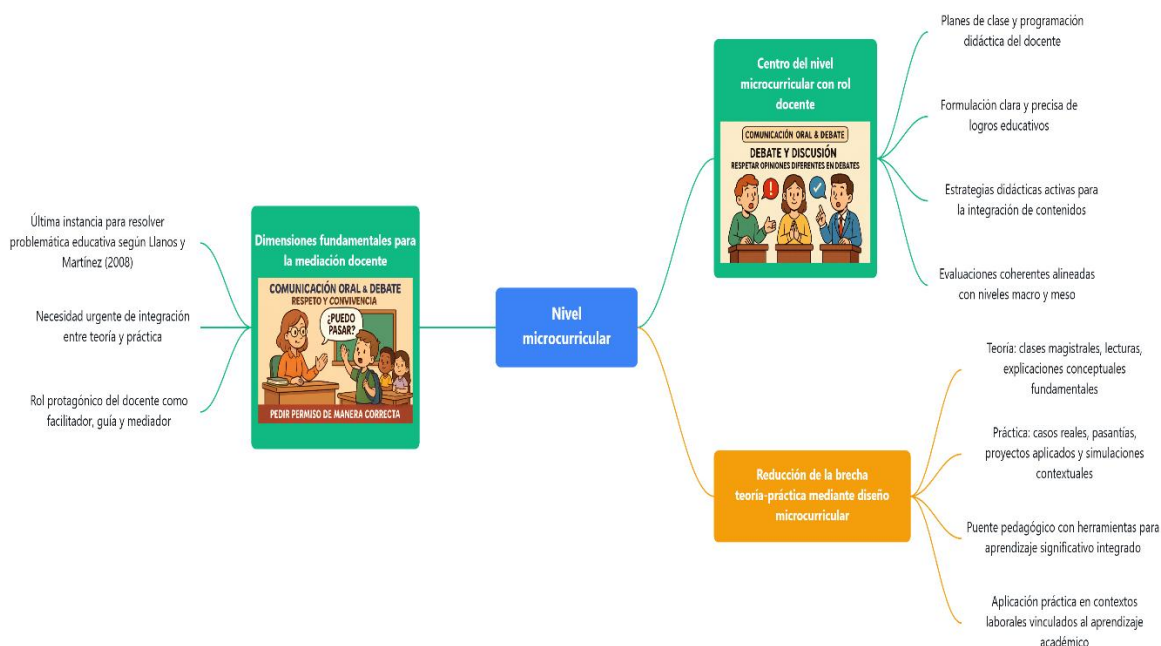 Última instancia para resolver
problemática educativa según Llanos y
Martínez (2008)
Necesidad urgente de integración
entre teoría y práctica
Rol protagónico del docente como
facilitador, guía y mediador
Dimensiones fundamentales para
la mediación docente
COMUNICACIÓN ORAL & DEBATE
RESPETO Y CONVIVENCIA
¿PUEDO
PASAR?
PEDIR PERMISO DE MANERA CORRECTA
Nivel
microcurricular
Centro del nivel
microcurricular con rol
docente
COMUNICACIÓN ORAL & DEBATE
DEBATE Y DISCUSIÓN
RESPETAR OPINIONES DIFERENTES EN DEBATES
Planes de clase y programación
didáctica del docente
Formulación clara y precisa de
logros educativos
Estrategias didácticas activas para
la integración de contenidos
Evaluaciones coherentes alineadas
con niveles macro y meso
Reducción de la brecha
teoría-práctica mediante diseño
microcurricular
Teoría: clases magistrales, lecturas,
explicaciones conceptuales
fundamentales
Práctica: casos reales, pasantías,
proyectos aplicados y simulaciones
contextuales
Puente pedagógico con herramientas para
aprendizaje significativo integrado
Aplicación práctica en contextos
laborales vinculados al aprendizaje
académico